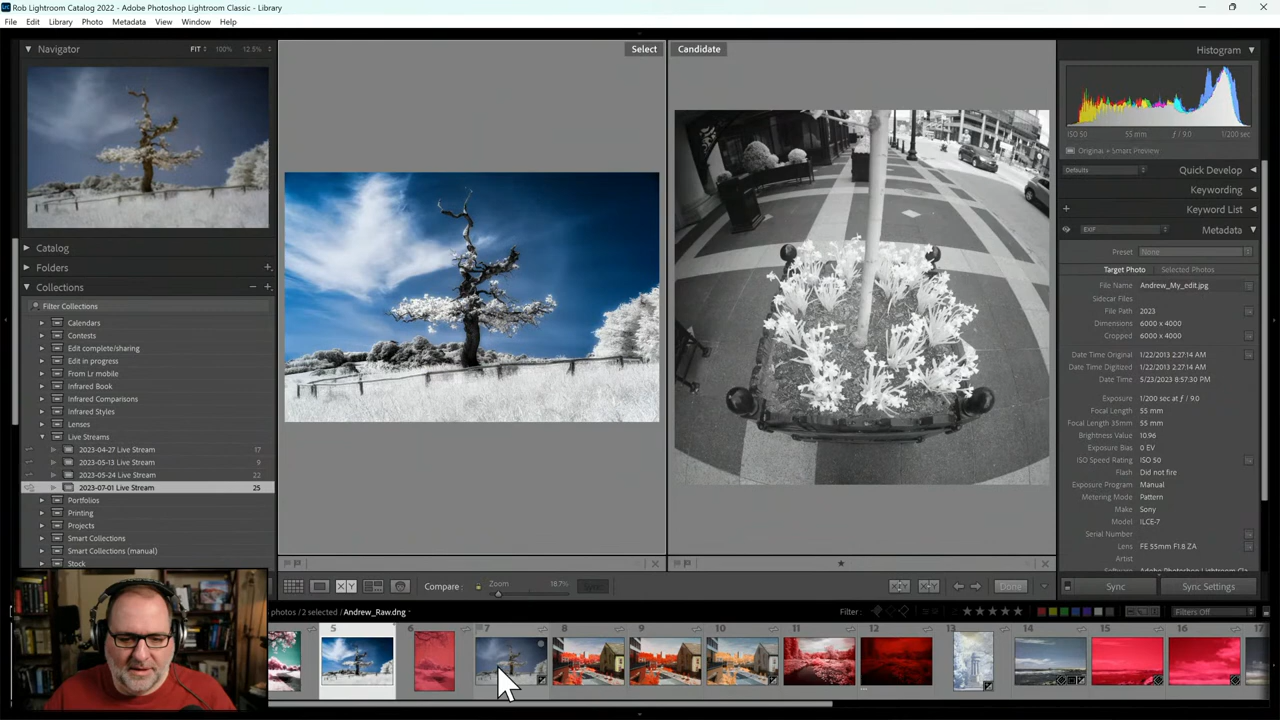 Rob Lightroom Catalog 2022 - Adobe Photoshop Lightroom Classic - Library
File Edit Library Photo Metadata View Window Help
Navigator FIT 100% 12.5%
Select
Candidate
Histogram
ISO 50 55 mm ƒ / 9.0 1/200 sec
Original + Smart Preview
Defaults Quick Develop
Keywording
Keyword List
EXIF Metadata
Preset None
Target Photo Selected Photos
File Name Andrew_My_edit.jpg
Sidecar Files
File Path 2023
Dimensions 6000 x 4000
Cropped 6000 x 4000
Date Time Original 1/22/2013 2:27:14 AM
Date Time Digitized 1/22/2013 2:27:14 AM
Date Time 5/23/2023 8:57:30 PM
Exposure 1/200 sec at ƒ / 9.0
Focal Length 55 mm
Focal Length 35mm 55 mm
Brightness Value 10.96
Exposure Bias 0 EV
ISO Speed Rating ISO 50
Flash Did not fire
Exposure Program Manual
Metering Mode Pattern
Make Sony
Model ILCE-7
Serial Number
Lens FE 55mm F1.8 ZA
Artist
Sync Sync Settings
Catalog
Folders
Collections
Filter Collections
Calendars
Contests
Edit complete/sharing
Edit in progress
From Lr mobile
Infrared Book
Infrared Comparisons
Infrared Styles
Lenses
Live Streams
2023-04-27 Live Stream 17
2023-05-13 Live Stream 9
2023-05-24 Live Stream 22
2023-07-01 Live Stream 25
Portfolios
Printing
Projects
Smart Collections
Smart Collections (manual)
Stock
XY Compare : Zoom 18.7% Sync
Done
photos / 2 selected / Andrew_Raw.dng
Filter : Filters Off
5 6 7 8 9 10 11 12 13 14 15 16 17